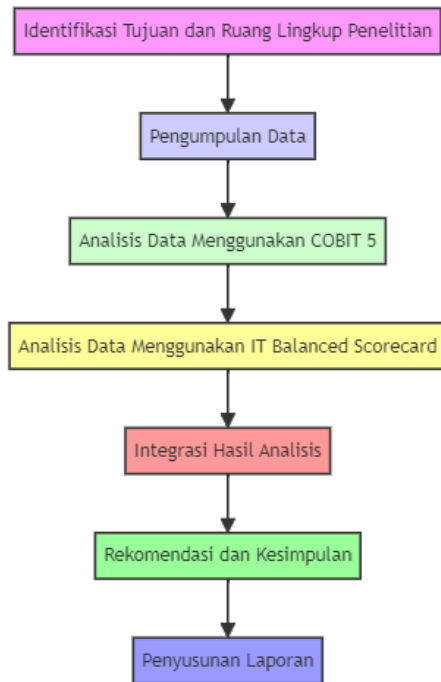 Identifikasi Tujuan dan Ruang Lingkup Penelitian
Pengumpulan Data
Analisis Data Menggunakan COBIT 5
Analisis Data Menggunakan IT Balanced Scorecard
Integrasi Hasil Analisis
Rekomendasi dan Kesimpulan
Penyusunan Laporan